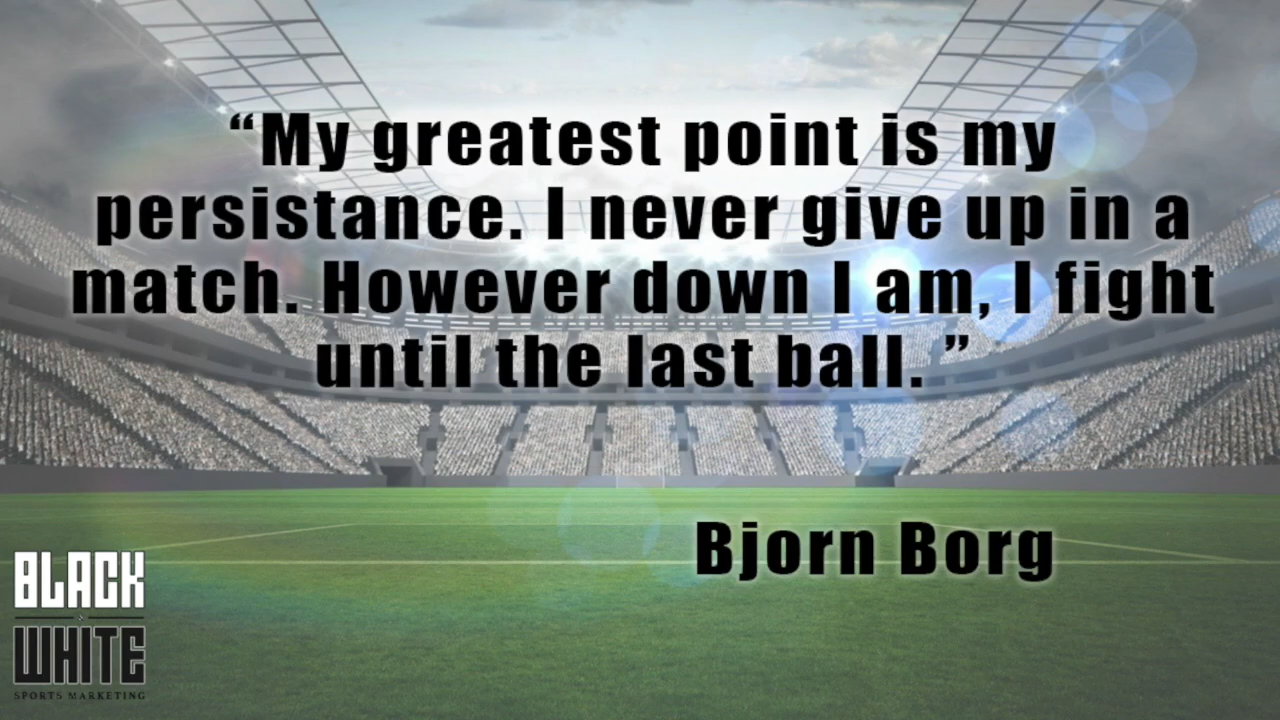 “My greatest point is my
persistance. I never give up in a
match. However down I am, I fight
until the last ball.”
Bjorn Borg
BLACK
WHITE
SPORTS MARKETING